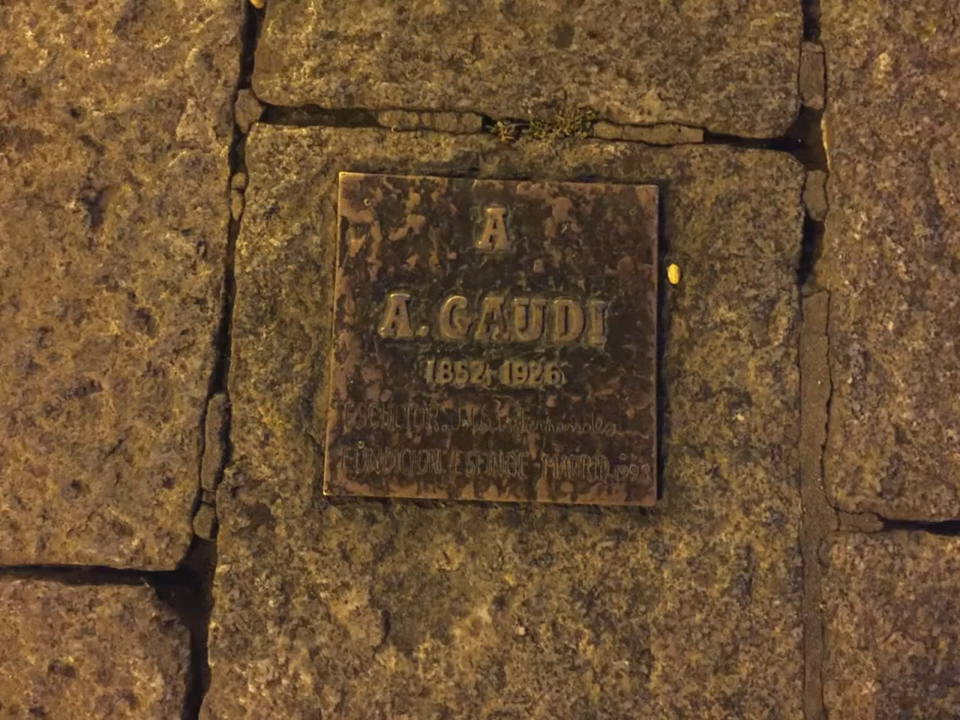 A
A. GAUDI
1852 1926
ESCULTOR: J.
FUNDICION: ESFINGE MADRID